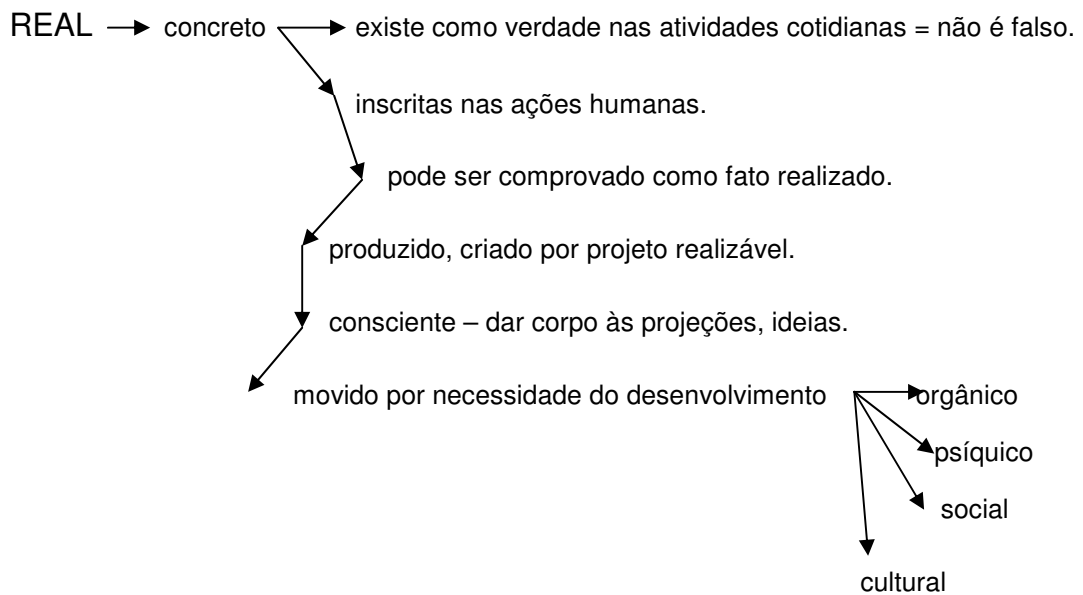 REAL concreto existe como verdade nas atividades cotidianas = não é falso.
inscritas nas ações humanas.
pode ser comprovado como fato realizado.
produzido, criado por projeto realizável.
consciente – dar corpo às projeções, ideias.
movido por necessidade do desenvolvimento orgânico
psíquico
social
cultural